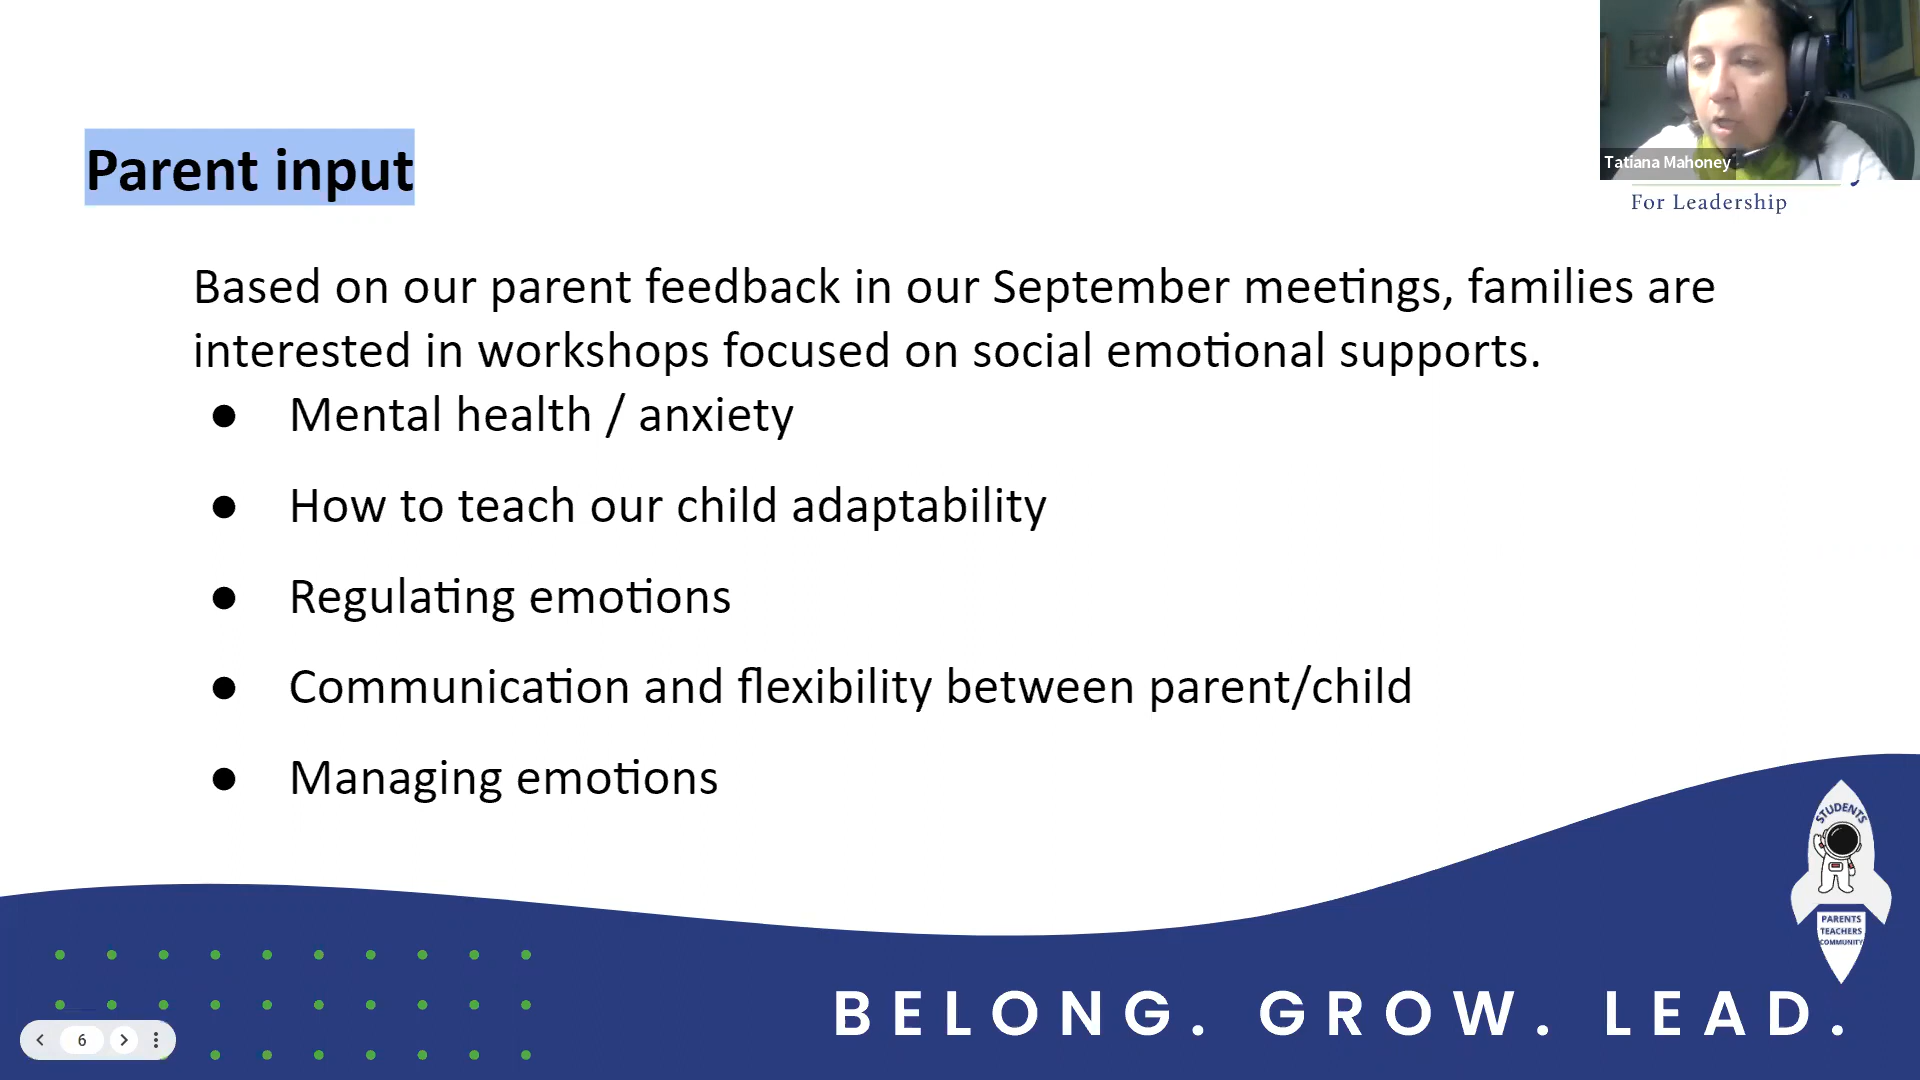 Tatiana Mahoney
For Leadership
Parent input
Based on our parent feedback in our September meetings, families are
interested in workshops focused on social emotional supports.
● Mental health / anxiety
● How to teach our child adaptability
● Regulating emotions
● Communication and flexibility between parent/child
● Managing emotions
STUDENTS
PARENTS
TEACHERS
COMMUNITY
BELONG. GROW. LEAD.
6